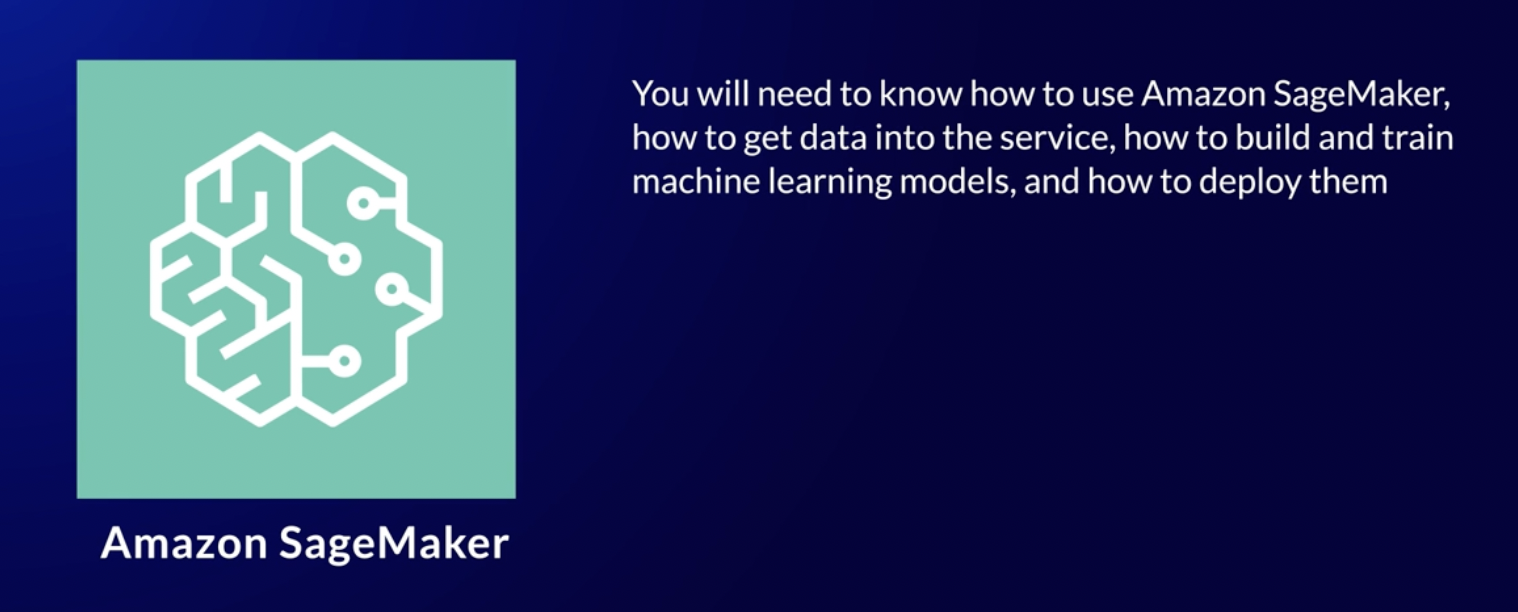 You will need to know how to use Amazon SageMaker,
how to get data into the service, how to build and train
machine learning models, and how to deploy them
Amazon SageMaker